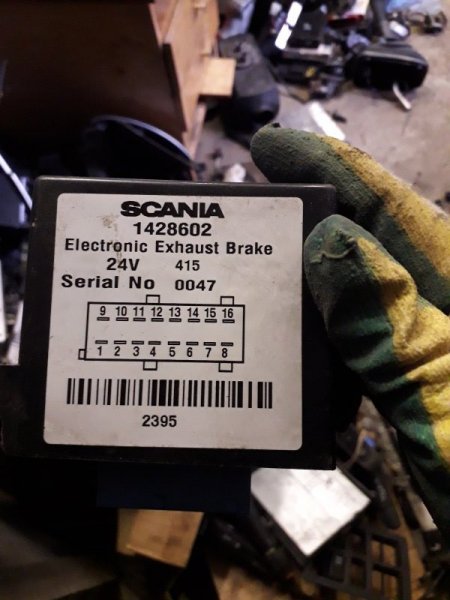 SCANIA
1428602
Electronic Exhaust Brake
24V 415
Serial No 0047
9 10 11 12 13 14 15 16
1 2 3 4 5 6 7 8
2395